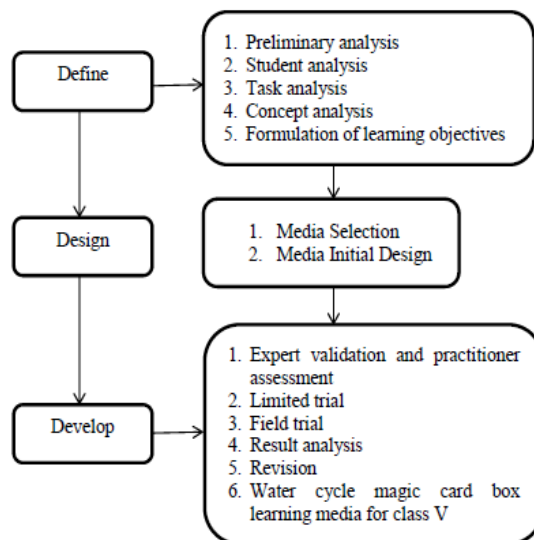 Define
1. Preliminary analysis
2. Student analysis
3. Task analysis
4. Concept analysis
5. Formulation of learning objectives
Design
1. Media Selection
2. Media Initial Design
Develop
1. Expert validation and practitioner
assessment
2. Limited trial
3. Field trial
4. Result analysis
5. Revision
6. Water cycle magic card box
learning media for class V